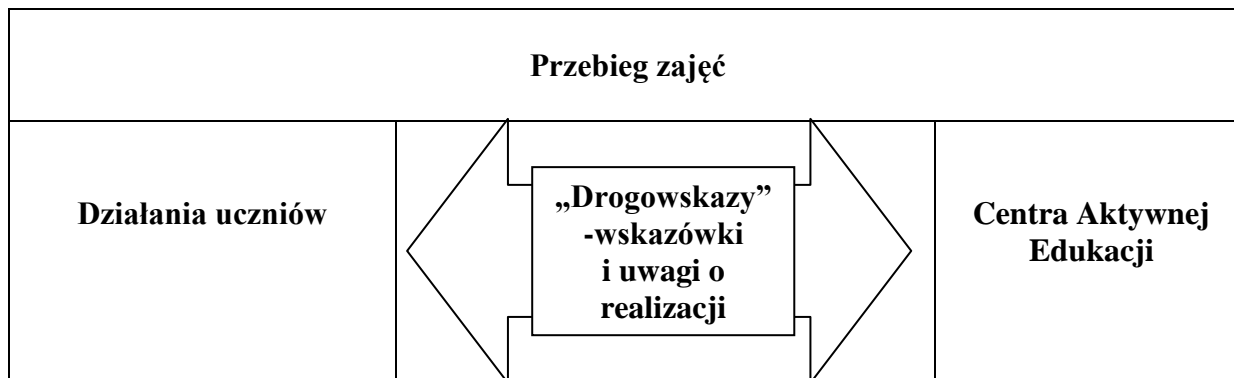 Przebieg zajęć
Działania uczniów
„Drogowskazy”
-wskazówki
i uwagi o
realizacji
Centra Aktywnej
Edukacji